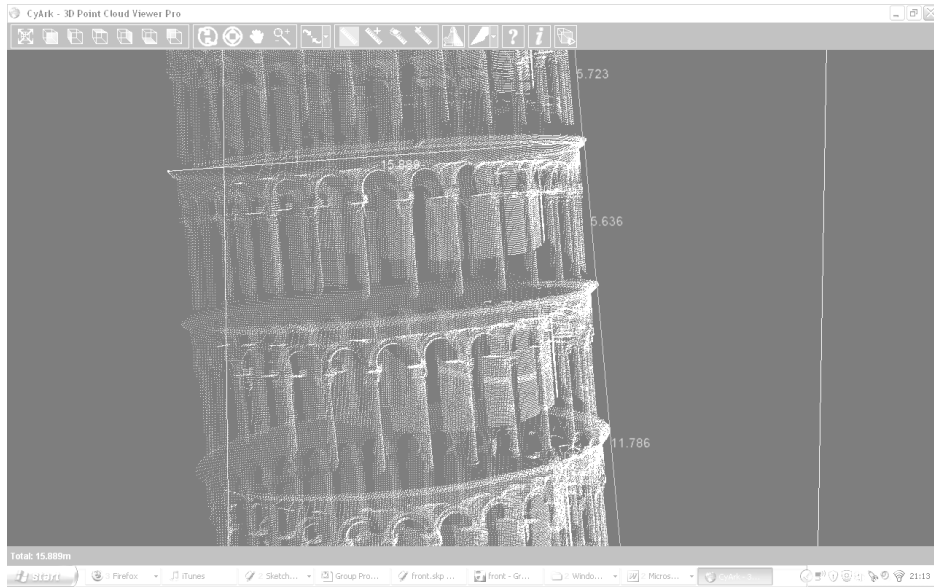 CyArk - 3D Point Cloud Viewer Pro
5.723
15.889
5.636
11.786
Total: 15.889m
start Firefox iTunes Sketch... Group Pro... front.skp ... front - Gr... Windo... Micros... 21:13